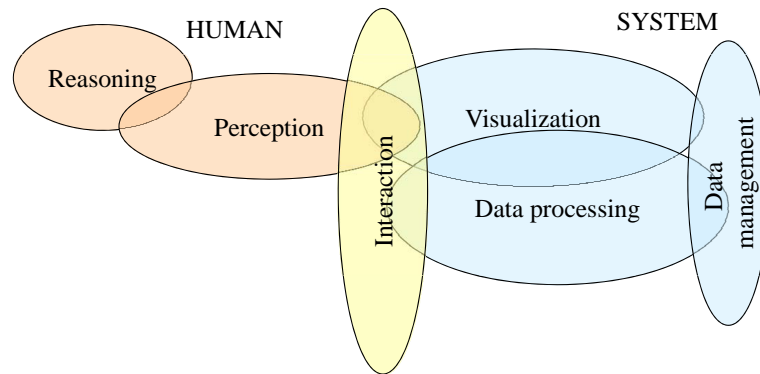 HUMAN
SYSTEM
Reasoning
Perception
Interaction
Visualization
Data processing
Data
management